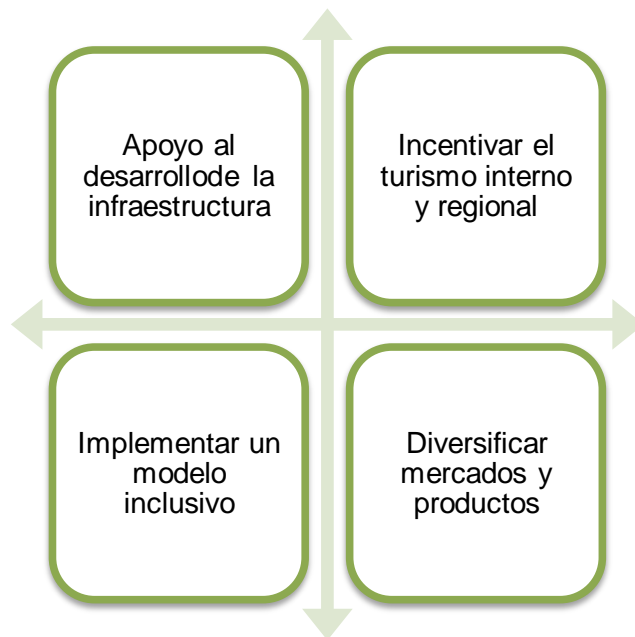 Apoyo al
desarrollode la
infraestructura
Incentivar el
turismo interno
y regional
Implementar un
modelo
inclusivo
Diversificar
mercados y
productos